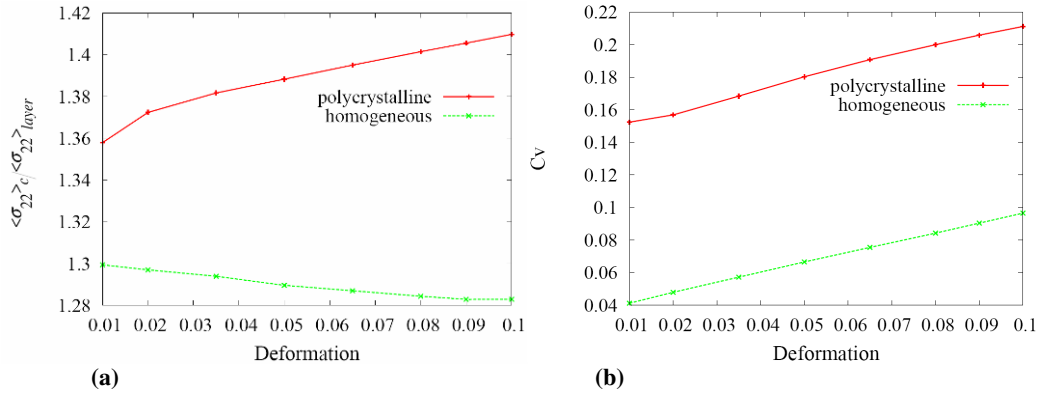 1.42
1.4
1.38
1.36
1.34
1.32
1.3
1.28
<σ22>c/<σ22>layer
polycrystalline
homogeneous
0.01 0.02 0.03 0.04 0.05 0.06 0.07 0.08 0.09 0.1
Deformation
(a)
0.22
0.2
0.18
0.16
0.14
0.12
0.1
0.08
0.06
0.04
Cv
polycrystalline
homogeneous
0.01 0.02 0.03 0.04 0.05 0.06 0.07 0.08 0.09 0.1
Deformation
(b)